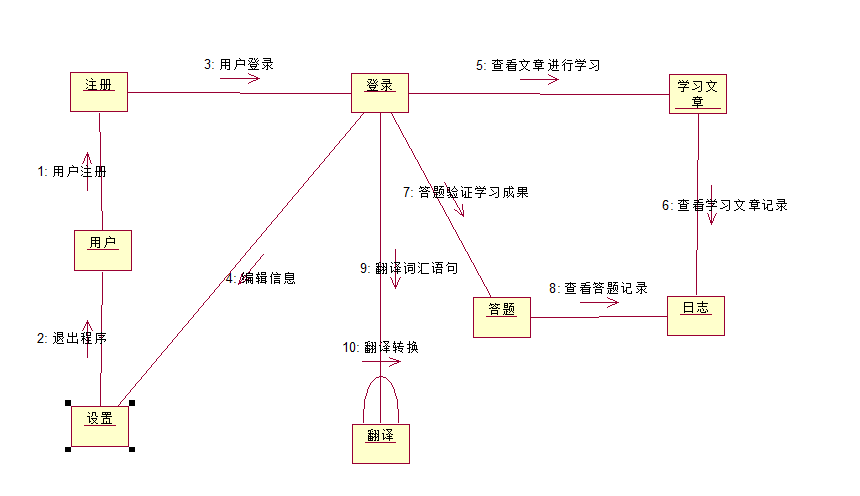 3: 用户登录
5: 查看文章进行学习
注册
登录
学习文
章
1: 用户注册
7: 答题验证学习成果
6: 查看学习文章记录
用户
4: 编辑信息
9: 翻译词汇语句
8: 查看答题记录
答题
日志
2: 退出程序
10: 翻译转换
设置
翻译